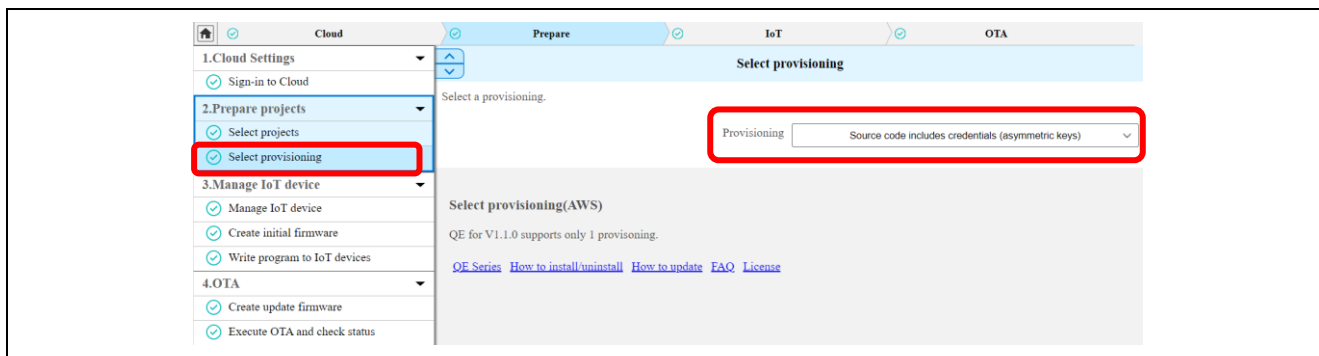 Cloud
Prepare
IoT
OTA
1.Cloud Settings
Sign-in to Cloud
2.Prepare projects
Select projects
Select provisioning
3.Manage IoT device
Manage IoT device
Create initial firmware
Write program to IoT devices
4.OTA
Create update firmware
Execute OTA and check status
Select provisioning
Select a provisioning.
Provisioning Source code includes credentials (asymmetric keys)
Select provisioning(AWS)
QE for V1.1.0 supports only 1 provisoning.
QE Series How to install/uninstall How to update FAQ License